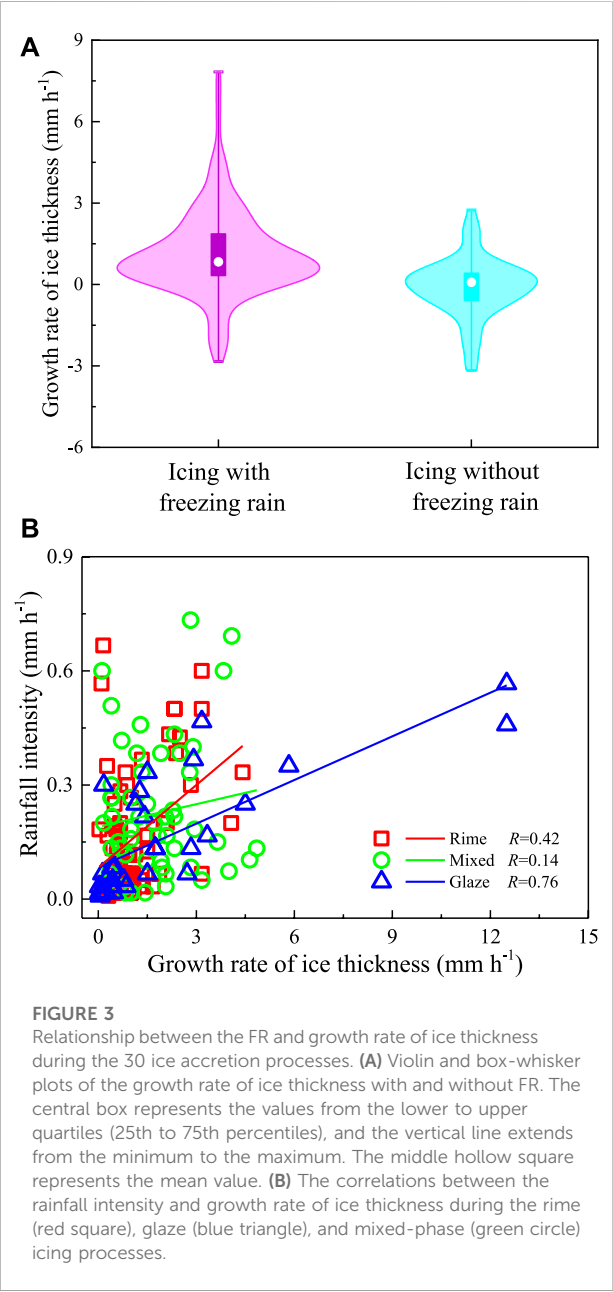 A
9
6
3
0
-3
-6
Growth rate of ice thickness (mm h⁻¹)
Icing with
freezing rain
Icing without
freezing rain
B
0.9
0.6
0.3
0.0
Rainfall intensity (mm h⁻¹)
Rime R=0.42
Mixed R=0.14
Glaze R=0.76
0 3 6 9 12 15
Growth rate of ice thickness (mm h⁻¹)
FIGURE 3
Relationship between the FR and growth rate of ice thickness
during the 30 ice accretion processes. (A) Violin and box-whisker
plots of the growth rate of ice thickness with and without FR. The
central box represents the values from the lower to upper
quartiles (25th to 75th percentiles), and the vertical line extends
from the minimum to the maximum. The middle hollow square
represents the mean value. (B) The correlations between the
rainfall intensity and growth rate of ice thickness during the rime
(red square), glaze (blue triangle), and mixed-phase (green circle)
icing processes.